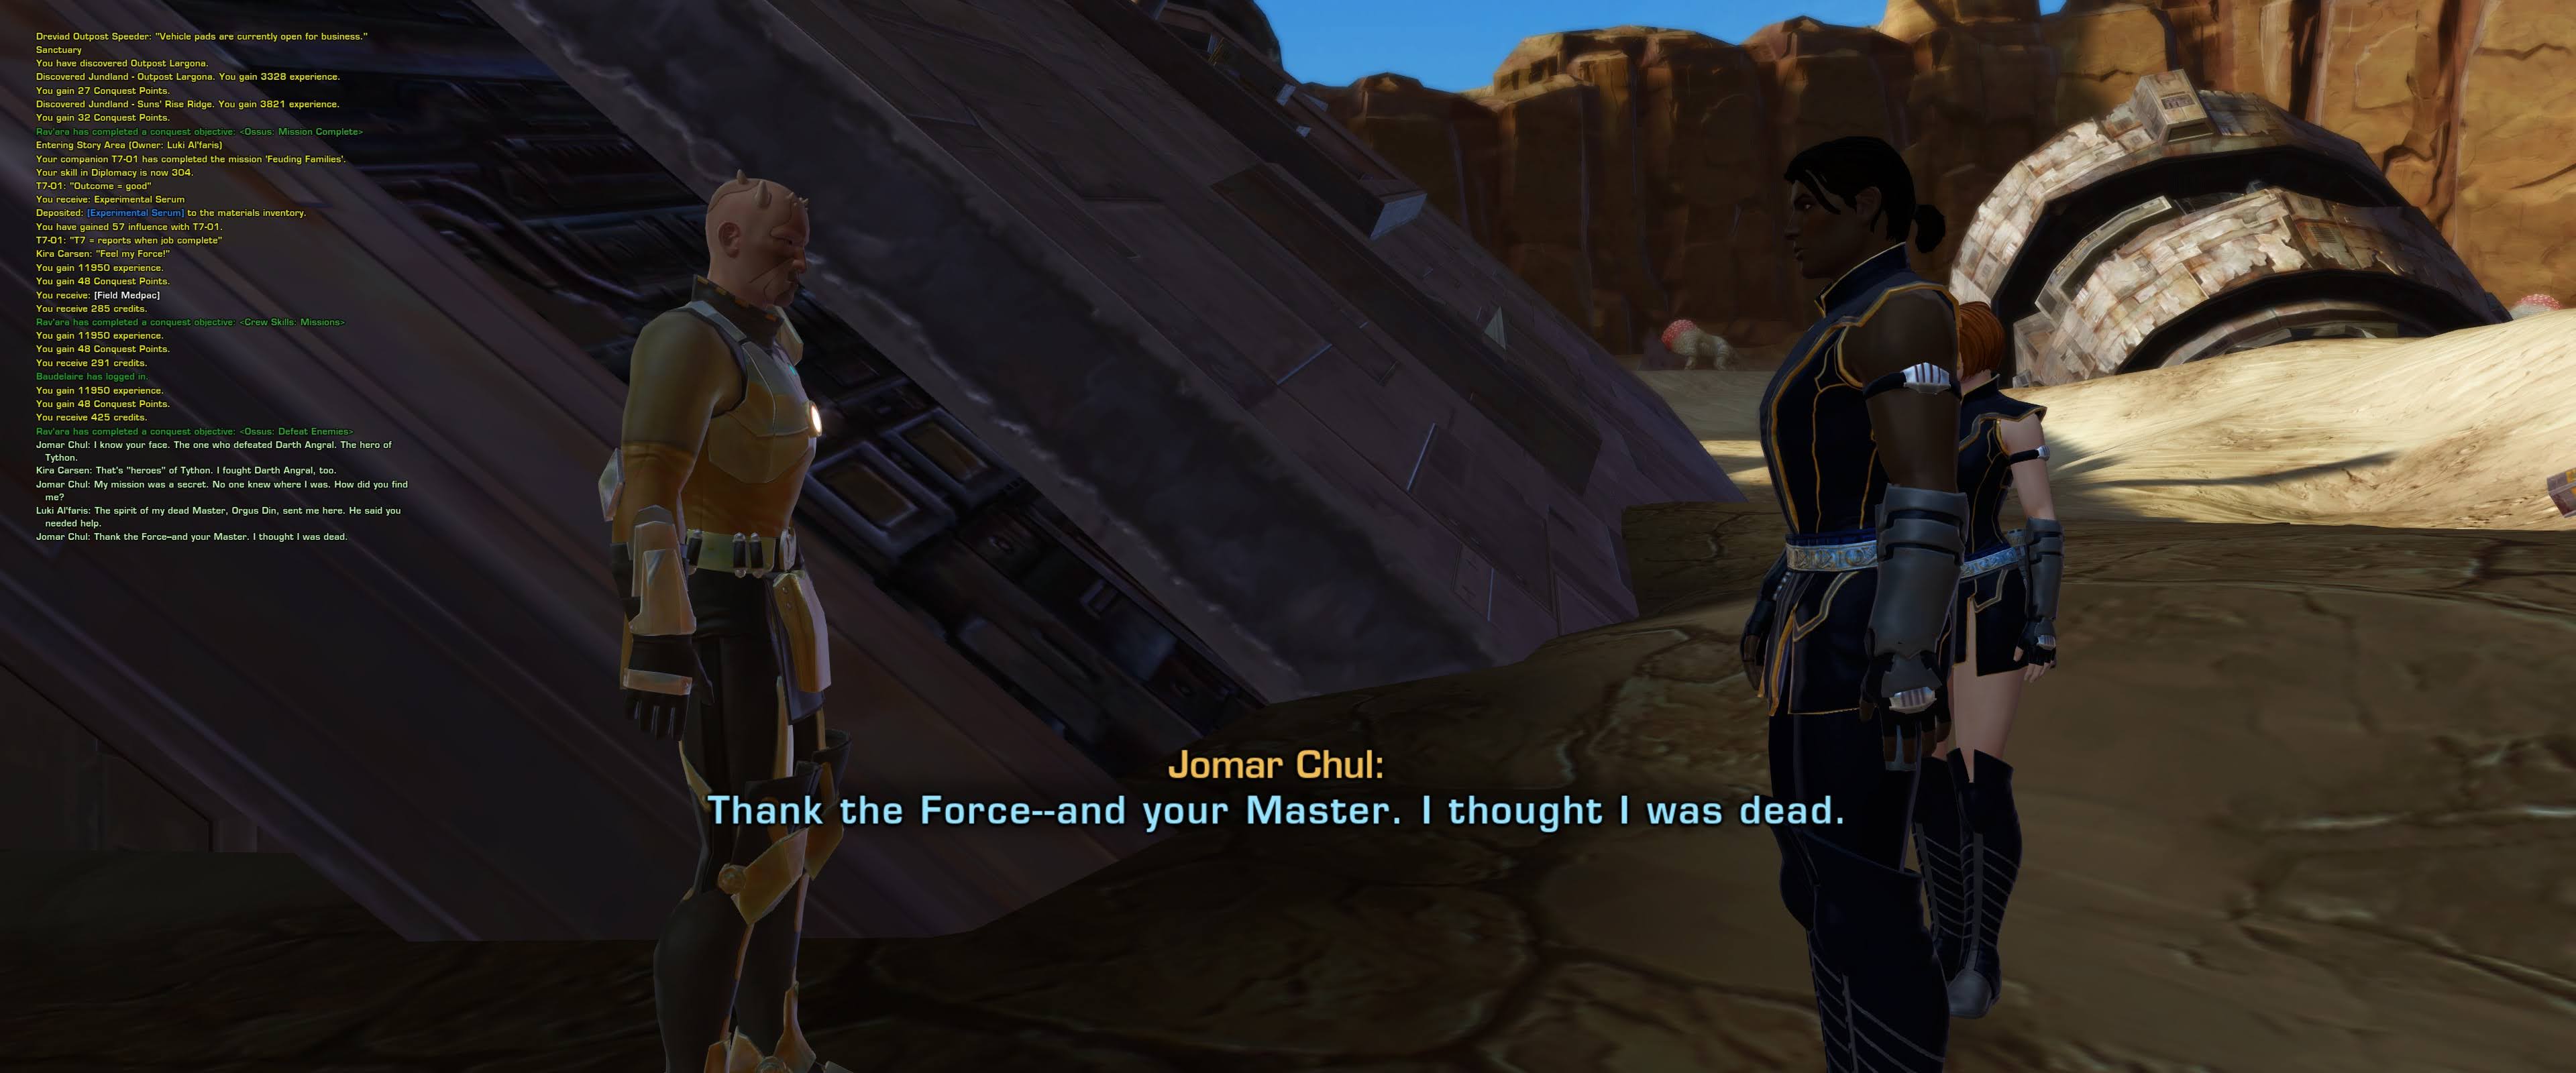 Dreviad Outpost Speeder: "Vehicle pads are currently open for business."
Sanctuary
You have discovered Outpost Largona.
Discovered Jundland - Outpost Largona. You gain 3328 experience.
You gain 27 Conquest Points.
Discovered Jundland - Suns' Rise Ridge. You gain 3821 experience.
You gain 32 Conquest Points.
Rav'ara has completed a conquest objective: <Ossus: Mission Complete>
Entering Story Area (Owner: Luki Al'faris)
Your companion T7-01 has completed the mission 'Feuding Families'.
Your skill in Diplomacy is now 304.
T7-01: "Outcome = good"
You receive: Experimental Serum
Deposited: [Experimental Serum] to the materials inventory.
You have gained 57 influence with T7-01.
T7-01: "T7 = reports when job complete"
Kira Carsen: "Feel my Force!"
You gain 11950 experience.
You gain 48 Conquest Points.
You receive: [Field Medpac]
You receive 285 credits.
Rav'ara has completed a conquest objective: <Crew Skills: Missions>
You gain 11950 experience.
You gain 48 Conquest Points.
You receive 291 credits.
Baudelaire has logged in.
You gain 11950 experience.
You gain 48 Conquest Points.
You receive 425 credits.
Rav'ara has completed a conquest objective: <Ossus: Defeat Enemies>
Jomar Chul: I know your face. The one who defeated Darth Angral. The hero of
Tython.
Kira Carsen: That's "heroes" of Tython. I fought Darth Angral, too.
Jomar Chul: My mission was a secret. No one knew where I was. How did you find
me?
Luki Al'faris: The spirit of my dead Master, Orgus Din, sent me here. He said you
needed help.
Jomar Chul: Thank the Force--and your Master. I thought I was dead.
Jomar Chul:
Thank the Force--and your Master. I thought I was dead.